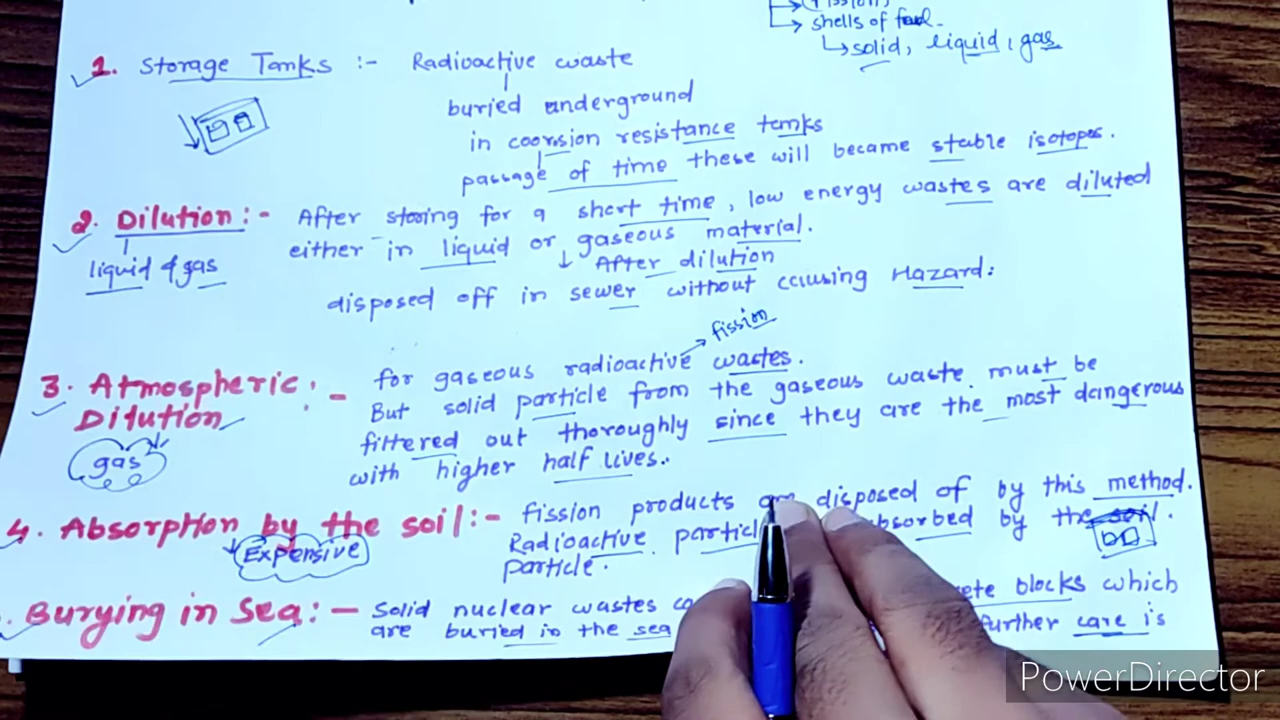 fission,
shells of fuel.
solid, liquid, gas
1. Storage Tanks :- Radioactive waste
buried underground
in coorsion resistance tanks
passage of time these will became stable isotopes.
2. Dilution :- After storing for a short time, low energy wastes are diluted
either in liquid or gaseous material.
liquid & gas
After dilution
disposed off in sewer without causing Hazard:
fission
3. Atmospheric :- for gaseous radioactive wastes.
Dilution But solid particle from the gaseous waste must be
filtered out thoroughly since they are the most dangerous
gas
with higher half lives..
4. Absorption by the soil:- fission products are disposed of by this method.
Expensive
Radioactive particl absorbed by the soil.
particle.
Burying in Sea:- Solid nuclear wastes blocks which
are buried in the sea further care is
PowerDirector